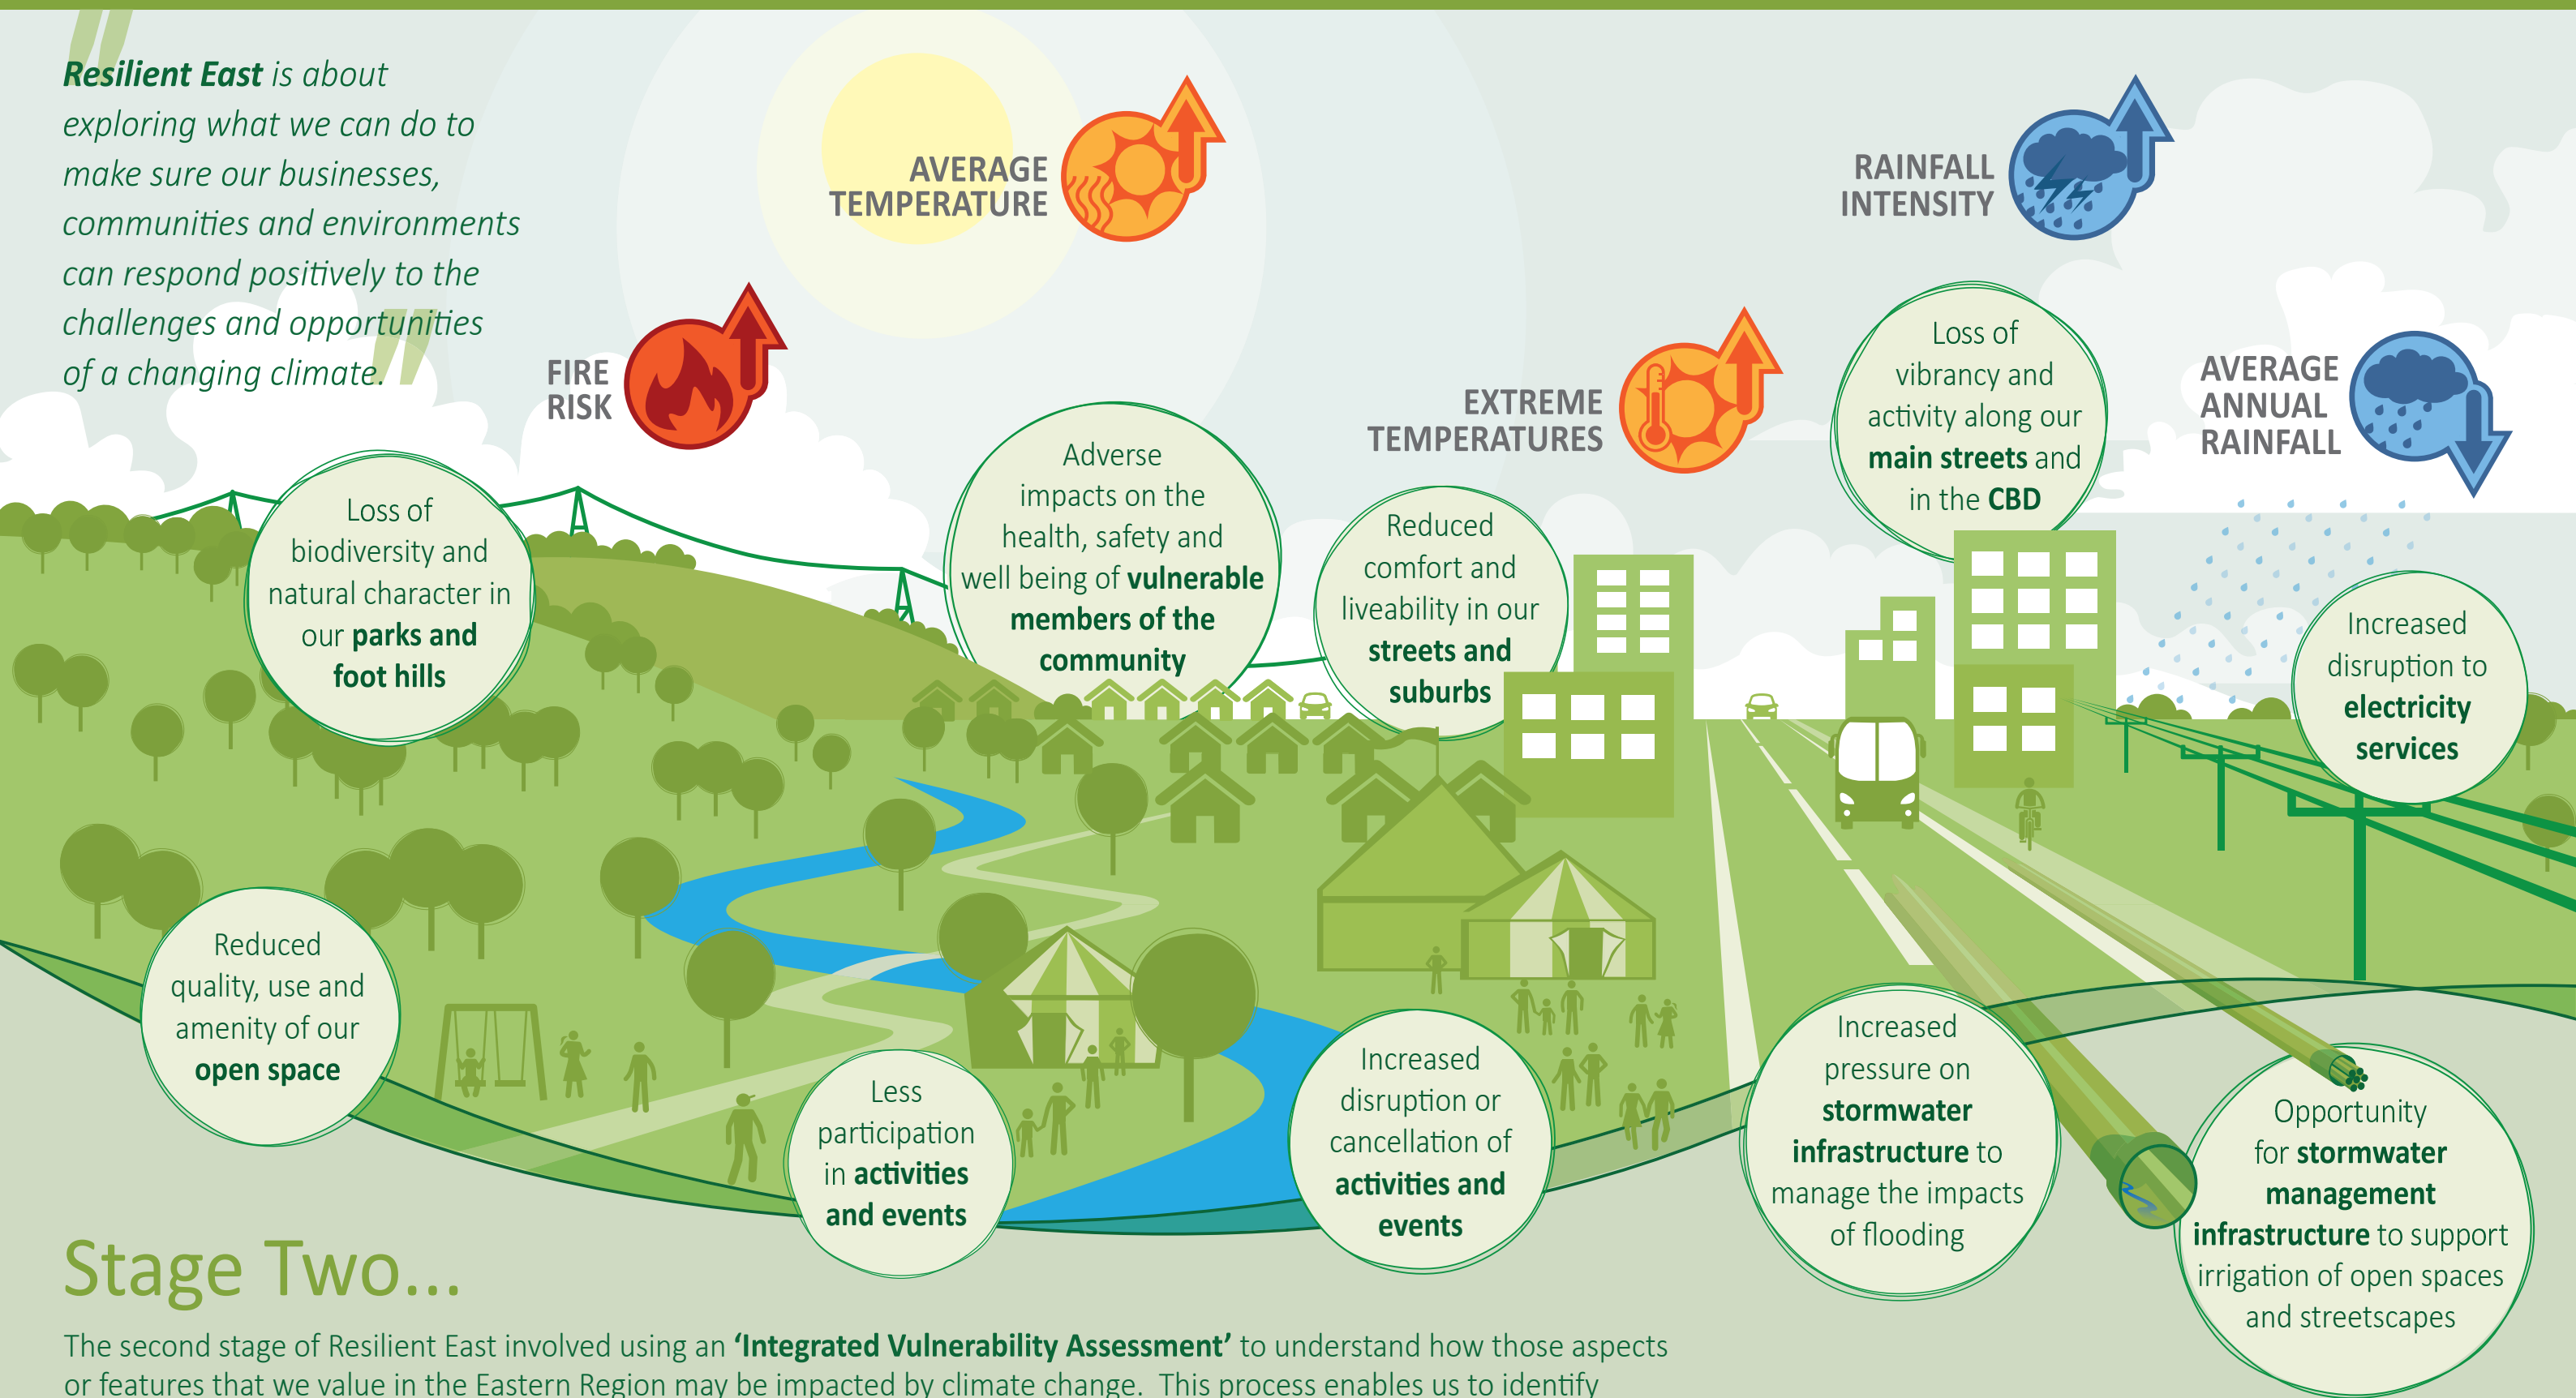 Resilient East is about
exploring what we can do to
make sure our businesses,
communities and environments
can respond positively to the
challenges and opportunities
of a changing climate.
AVERAGE
TEMPERATURE
RAINFALL
INTENSITY
FIRE
RISK
EXTREME
TEMPERATURES
AVERAGE
ANNUAL
RAINFALL
Loss of
vibrancy and
activity along our
main streets and
in the CBD
Loss of
biodiversity and
natural character in
our parks and
foot hills
Adverse
impacts on the
health, safety and
well being of vulnerable
members of the
community
Reduced
comfort and
liveability in our
streets and
suburbs
Increased
disruption to
electricity
services
Reduced
quality, use and
amenity of our
open space
Less
participation
in activities
and events
Increased
disruption or
cancellation of
activities and
events
Increased
pressure on
stormwater
infrastructure to
manage the impacts
of flooding
Opportunity
for stormwater
management
infrastructure to support
irrigation of open spaces
and streetscapes
Stage Two...
The second stage of Resilient East involved using an ‘Integrated Vulnerability Assessment’ to understand how those aspects
or features that we value in the Eastern Region may be impacted by climate change.  This process enables us to identify